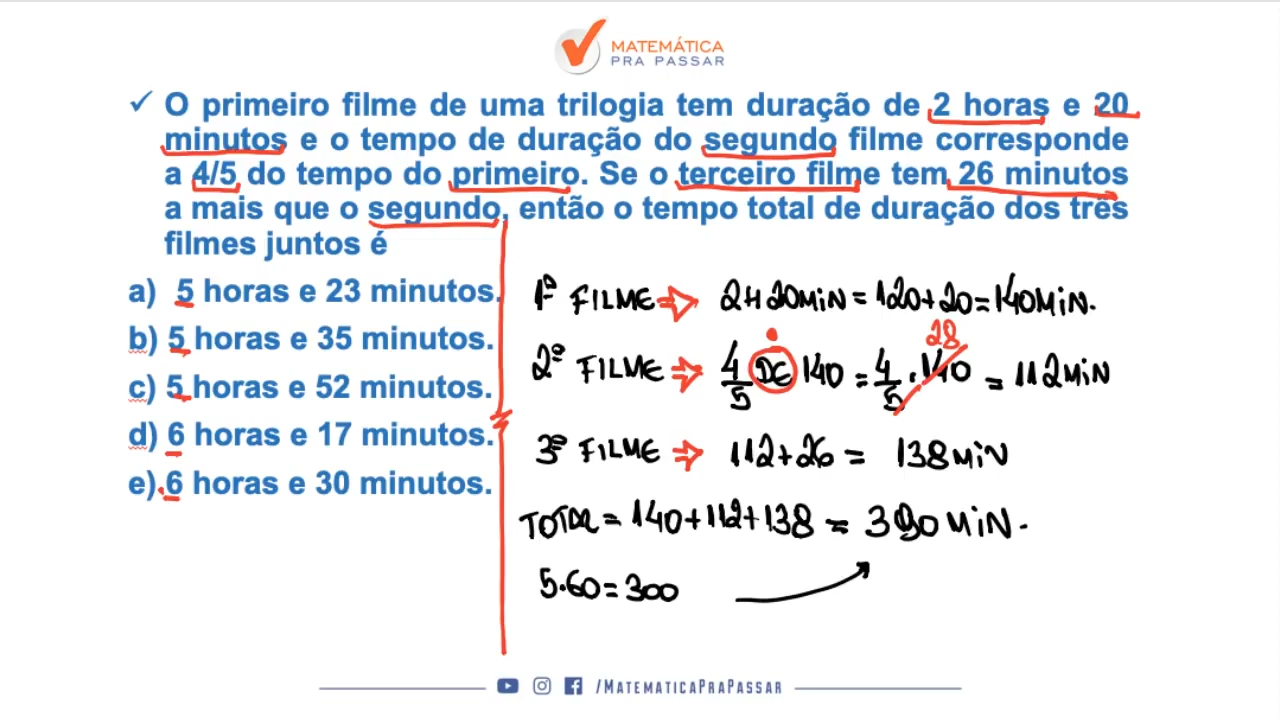 MATEMÁTICA
PRA PASSAR
✓ O primeiro filme de uma trilogia tem duração de 2 horas e 20
minutos e o tempo de duração do segundo filme corresponde
a 4/5 do tempo do primeiro. Se o terceiro filme tem 26 minutos
a mais que o segundo, então o tempo total de duração dos três
filmes juntos é
a) 5 horas e 23 minutos.
b) 5 horas e 35 minutos.
c) 5 horas e 52 minutos.
d) 6 horas e 17 minutos.
e) 6 horas e 30 minutos.
1º FILME ⇒ 2H20MIN = 120+20 = 140MIN.
28
2º FILME ⇒ 4/5 DE 140 = 4/5 . 140 = 112MIN
3º FILME ⇒ 112+26 = 138MIN
TOTAL = 140+112+138 = 390MIN.
5.60=300
/MatematicaPraPassar